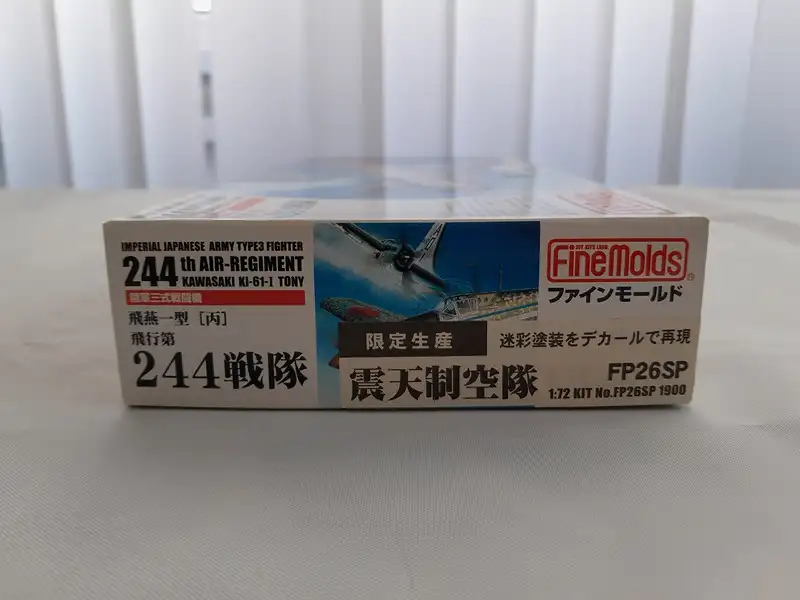 IMPERIAL JAPANESE ARMY TYPE3 FIGHTER
244 th AIR-REGIMENT
KAWASAKI Ki-61-I TONY
陸軍三式戦闘機
飛燕一型［丙］
飛行第
244戦隊
限定生産
震天制空隊
FineMolds
ファインモールド
迷彩塗装をデカールで再現
FP26SP
1:72 KIT No.FP26SP 1900